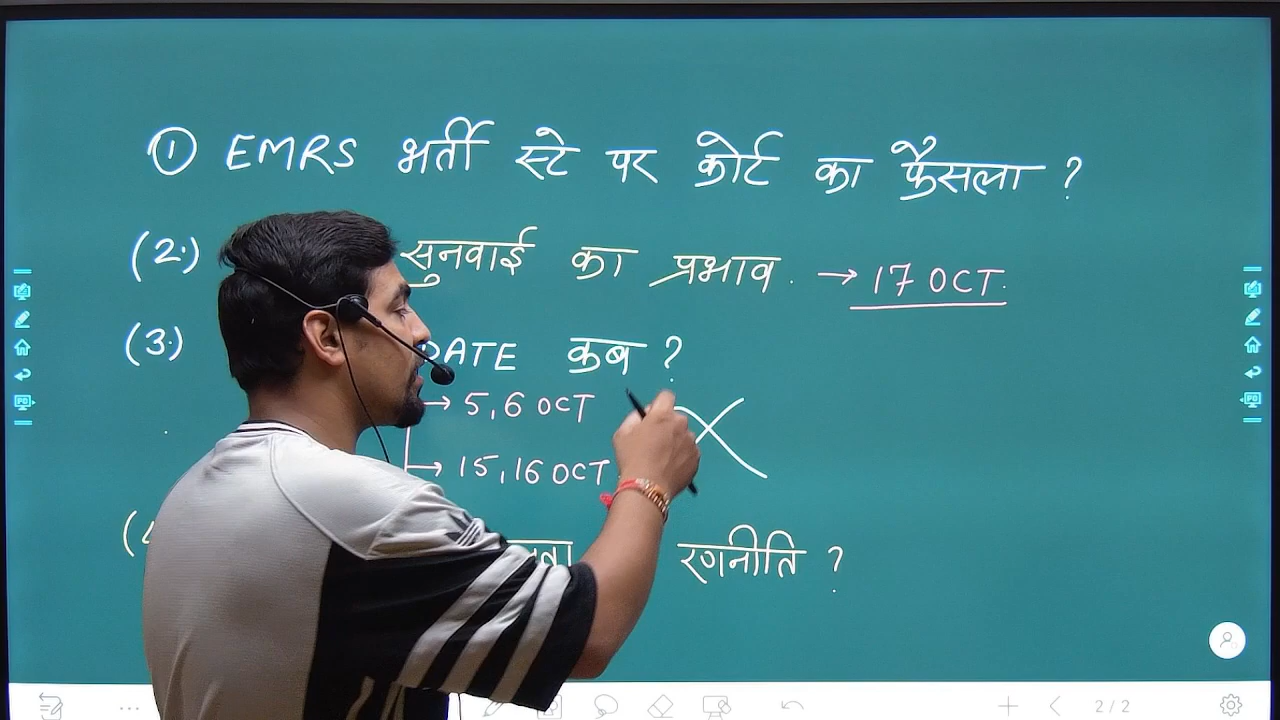 ① EMRS भर्ती स्टे पर कोर्ट का फैसला ?
(2.) सुनवाई का प्रभाव. → 17 OCT.
(3.) DATE कब ?
→ 5,6 OCT
→ 15,16 OCT
रणनीति ?
2/2